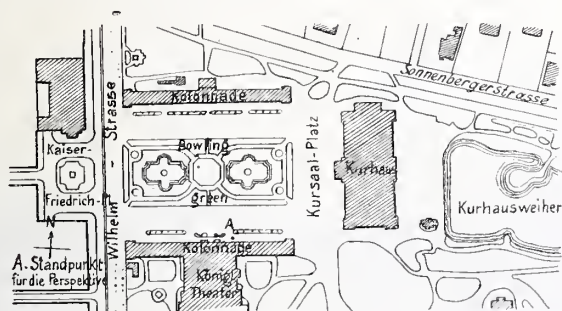 Sonnenbergerstrasse
Kolonnade
Wilhelm - Strasse
Kaiser-
Friedrich-Pl.
Bowling
green
Kursaal-Platz
Kurhaus
Kurhausweiher
N
A
Kolonnade
Königl.
Theater
A. Standpunkt
für die Perspektive